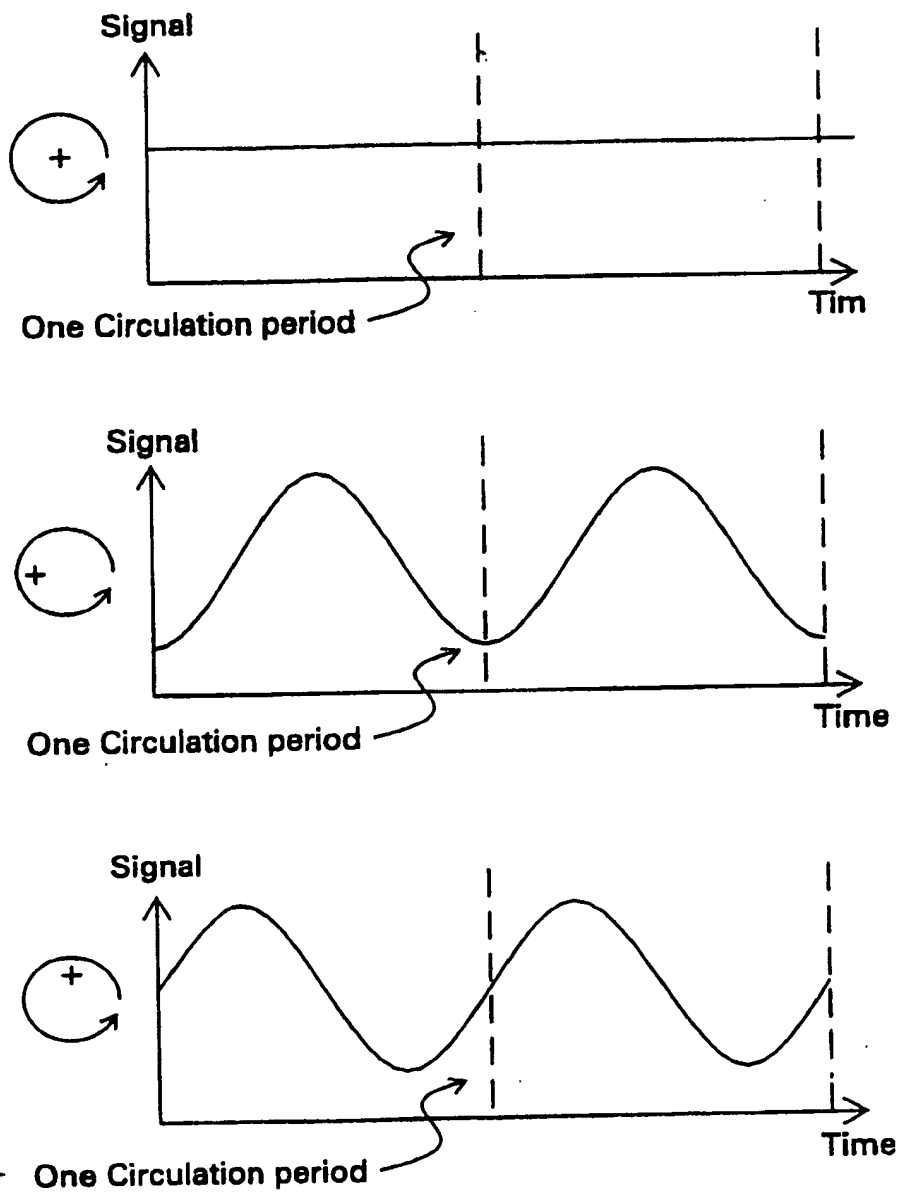 Signal
+
Tim
One Circulation period
Signal
+
Time
One Circulation period
Signal
+
Time
One Circulation period